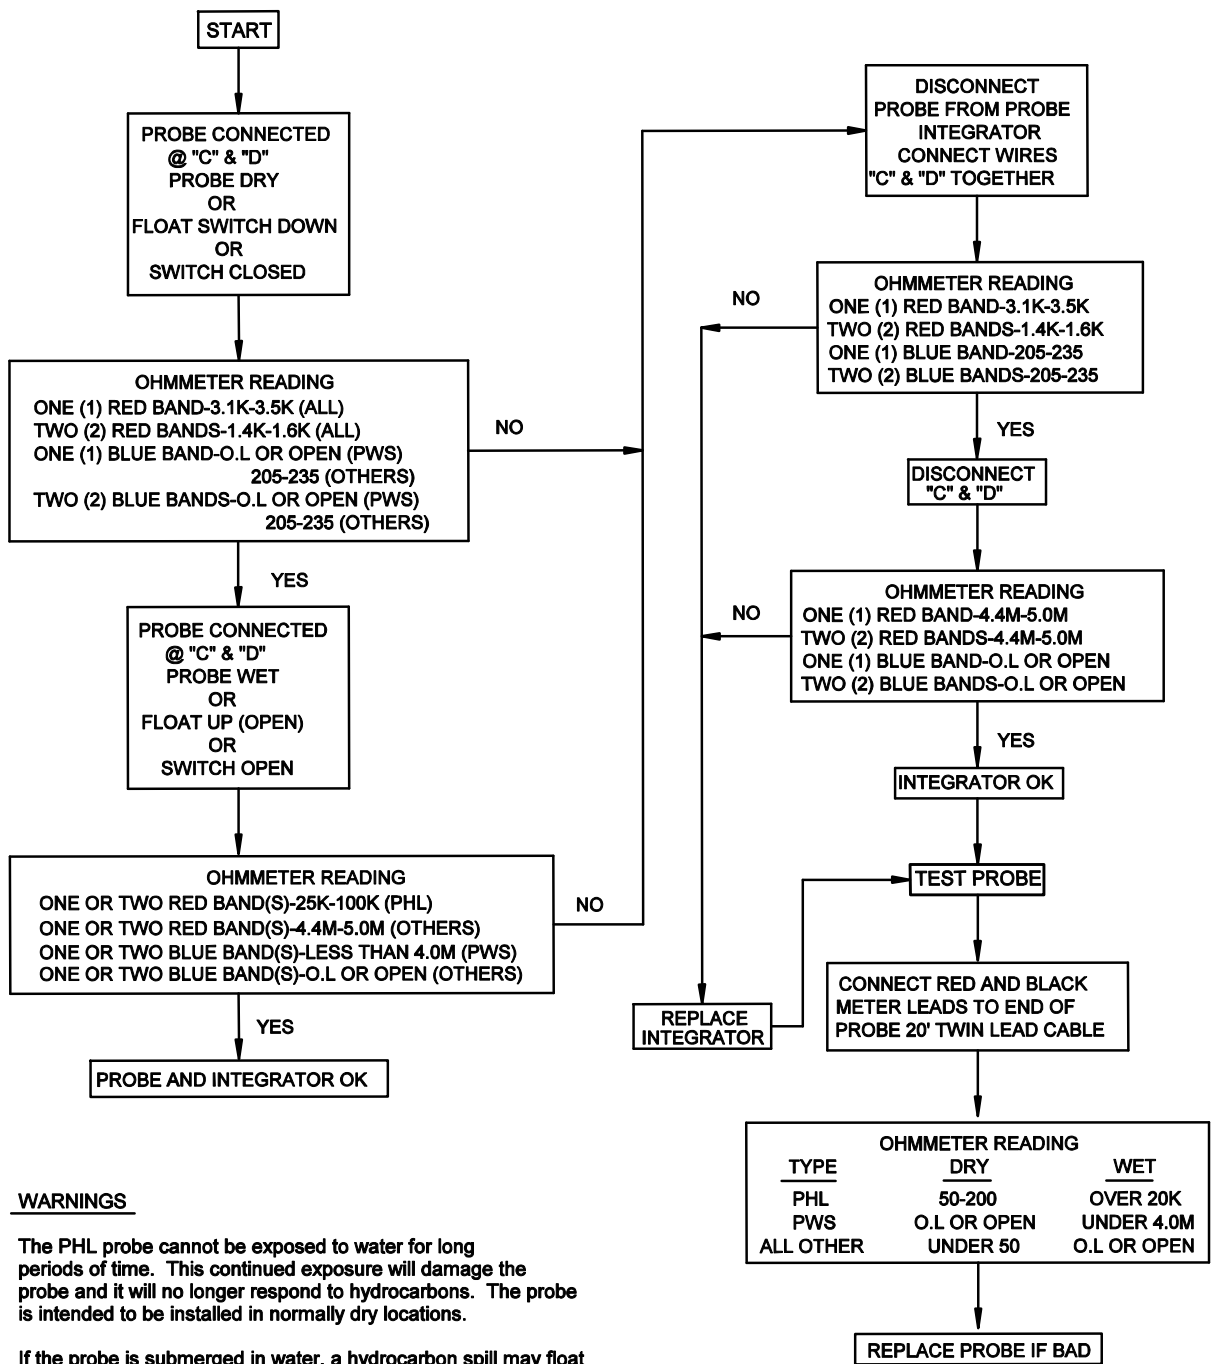 START
PROBE CONNECTED
@ "C" & "D"
PROBE DRY
OR
FLOAT SWITCH DOWN
OR
SWITCH CLOSED
OHMMETER READING
ONE (1) RED BAND-3.1K-3.5K (ALL)
TWO (2) RED BANDS-1.4K-1.6K (ALL)
ONE (1) BLUE BAND-O.L OR OPEN (PWS)
205-235 (OTHERS)
TWO (2) BLUE BANDS-O.L OR OPEN (PWS)
205-235 (OTHERS)
NO
YES
PROBE CONNECTED
@ "C" & "D"
PROBE WET
OR
FLOAT UP (OPEN)
OR
SWITCH OPEN
OHMMETER READING
ONE OR TWO RED BAND(S)-25K-100K (PHL)
ONE OR TWO RED BAND(S)-4.4M-5.0M (OTHERS)
ONE OR TWO BLUE BAND(S)-LESS THAN 4.0M (PWS)
ONE OR TWO BLUE BAND(S)-O.L OR OPEN (OTHERS)
NO
YES
PROBE AND INTEGRATOR OK
DISCONNECT
PROBE FROM PROBE
INTEGRATOR
CONNECT WIRES
"C" & "D" TOGETHER
OHMMETER READING
ONE (1) RED BAND-3.1K-3.5K
TWO (2) RED BANDS-1.4K-1.6K
ONE (1) BLUE BAND-205-235
TWO (2) BLUE BANDS-205-235
NO
YES
DISCONNECT
"C" & "D"
OHMMETER READING
ONE (1) RED BAND-4.4M-5.0M
TWO (2) RED BANDS-4.4M-5.0M
ONE (1) BLUE BAND-O.L OR OPEN
TWO (2) BLUE BANDS-O.L OR OPEN
NO
YES
INTEGRATOR OK
TEST PROBE
REPLACE
INTEGRATOR
CONNECT RED AND BLACK
METER LEADS TO END OF
PROBE 20' TWIN LEAD CABLE
OHMMETER READING
TYPE DRY WET
PHL 50-200 OVER 20K
PWS O.L OR OPEN UNDER 4.0M
ALL OTHER UNDER 50 O.L OR OPEN
REPLACE PROBE IF BAD
WARNINGS
The PHL probe cannot be exposed to water for long
periods of time. This continued exposure will damage the
probe and it will no longer respond to hydrocarbons. The probe
is intended to be installed in normally dry locations.
If the probe is submerged in water, a hydrocarbon spill may float